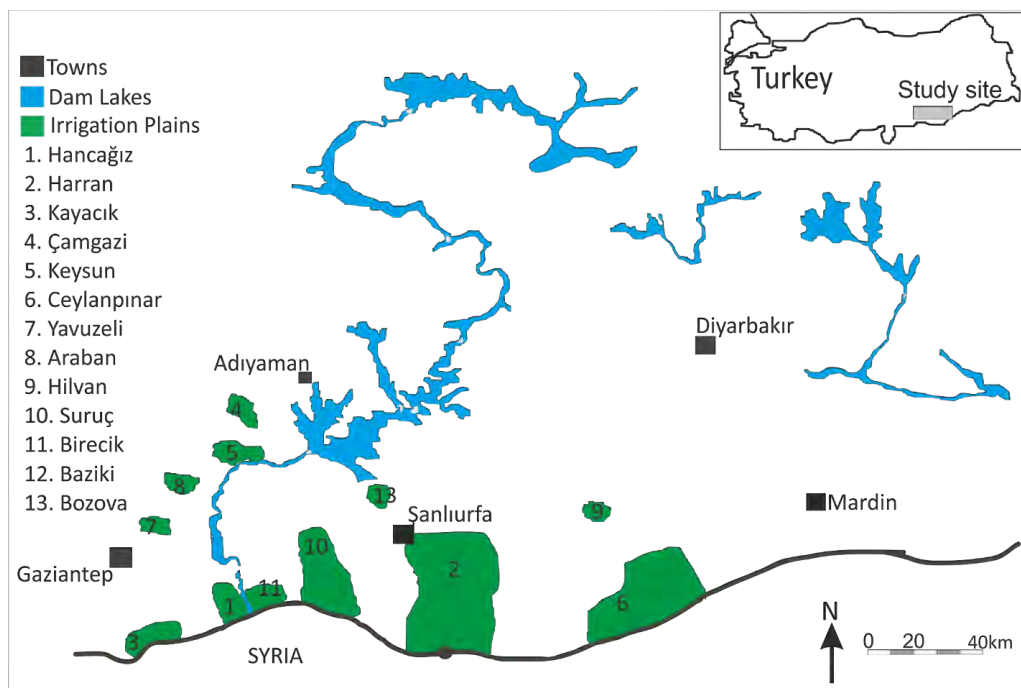 Towns
Dam Lakes
Irrigation Plains
1. Hancağız
2. Harran
3. Kayacık
4. Çamgazi
5. Keysun
6. Ceylanpınar
7. Yavuzeli
8. Araban
9. Hilvan
10. Suruç
11. Birecik
12. Baziki
13. Bozova
Turkey
Study site
Diyarbakır
Adıyaman
4
5
8
13
Mardin
9
Şanlıurfa
7
10
Gaziantep
2
11
1
6
3
SYRIA
N
0 20 40km